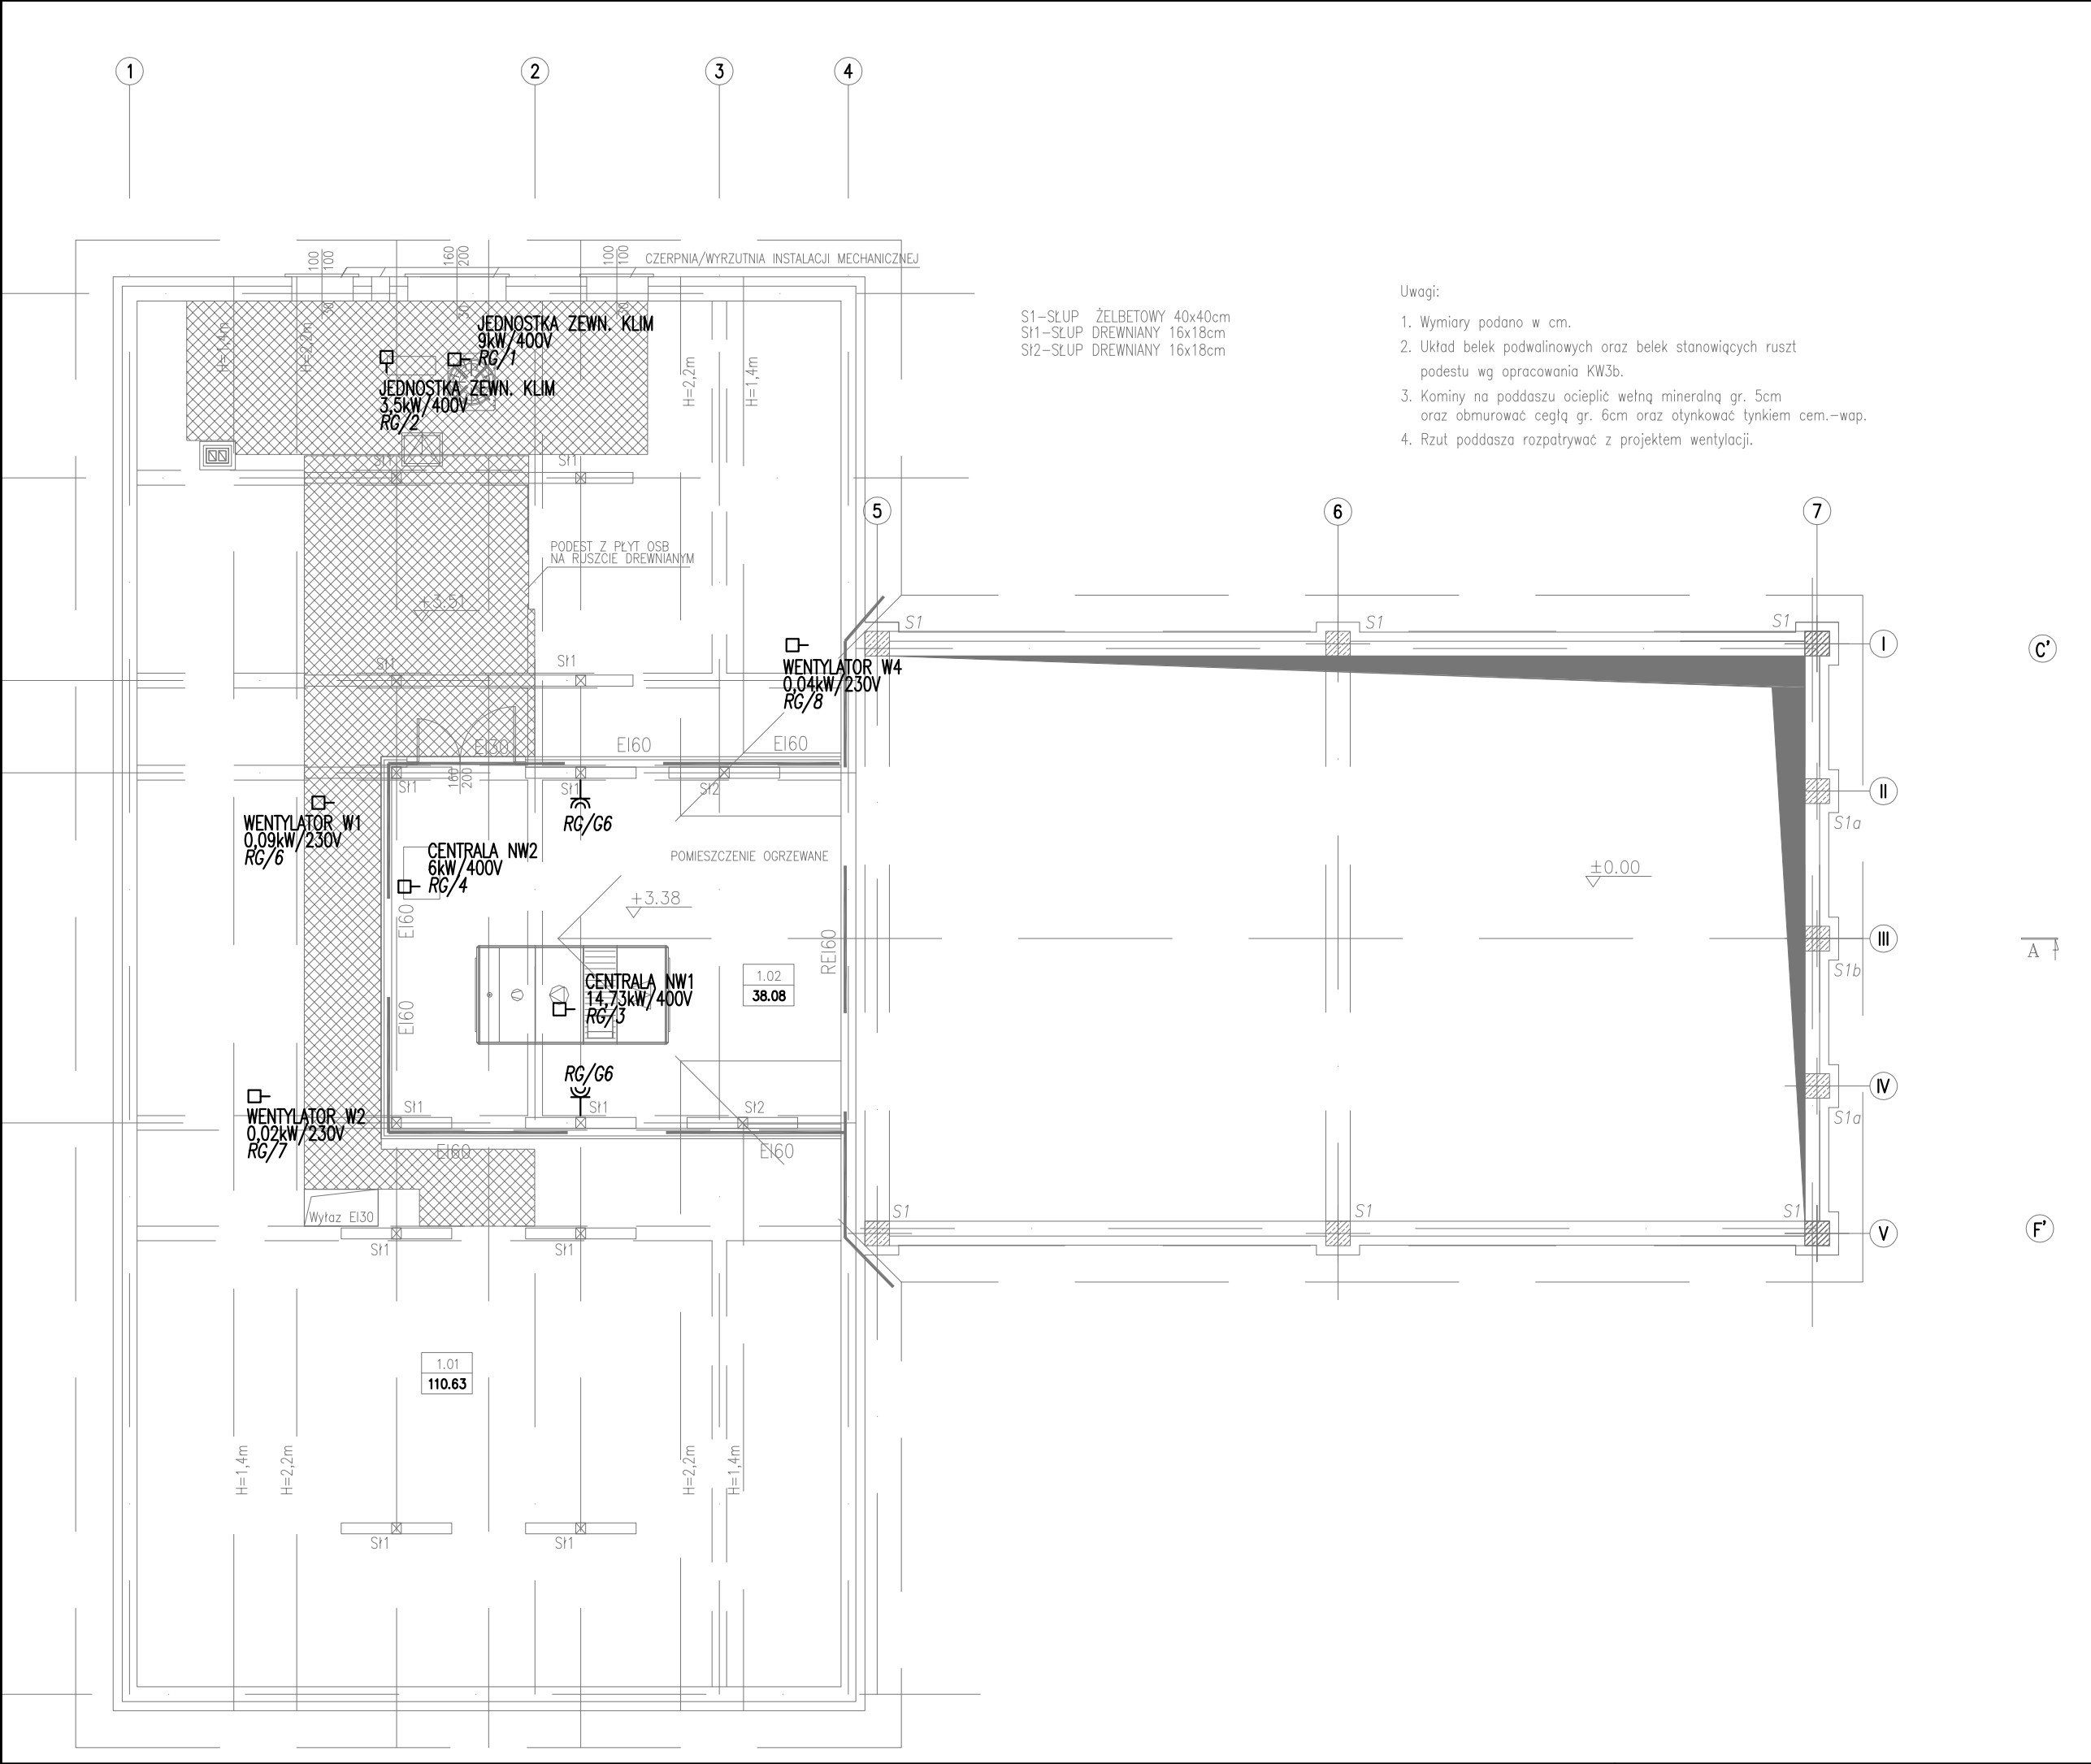 1
2
3
4
100
100
160
200
100
100
CZERPNIA/WYRZUTNIA INSTALACJI MECHANICZNEJ
30
30
30
H=1,4m
H=2,2m
JEDNOSTKA ZEWN. KLIM
9kW/400V
RG/1
JEDNOSTKA ZEWN. KLIM
3,5kW/400V
RG/2
H=2,2m
H=1,4m
S1-SŁUP ŻELBETOWY 40x40cm
Sł1-SŁUP DREWNIANY 16x18cm
Sł2-SŁUP DREWNIANY 16x18cm
Uwagi:
1. Wymiary podano w cm.
2. Układ belek podwalinowych oraz belek stanowiących ruszt
podestu wg opracowania KW3b.
3. Kominy na poddaszu ocieplić wełną mineralną gr. 5cm
oraz obmurować cegłą gr. 6cm oraz otynkować tynkiem cem.-wap.
4. Rzut poddasza rozpatrywać z projektem wentylacji.
Sł1
Sł1
5
6
7
PODEST Z PŁYT OSB
NA RUSZCIE DREWNIANYM
+3.51
S1
S1
S1
I
C'
Sł1
Sł1
WENTYLATOR W4
0,04kW/230V
RG/8
EI30
EI60
EI60
160
200
Sł1
Sł1
Sł2
II
S1a
WENTYLATOR W1
0,09kW/230V
RG/6
RG/G6
CENTRALA NW2
6kW/400V
RG/4
POMIESZCZENIE OGRZEWANE
±0.00
+3.38
EI60
REI60
III
A
S1b
1.02
38.08
CENTRALA NW1
14,73kW/400V
RG/3
EI60
RG/G6
IV
S1a
WENTYLATOR W2
0,02kW/230V
RG/7
Sł1
Sł1
Sł2
EI60
EI60
Wyłaz EI30
S1
S1
S1
V
F'
Sł1
Sł1
1.01
110.63
H=1,4m
H=2,2m
H=2,2m
H=1,4m
Sł1
Sł1